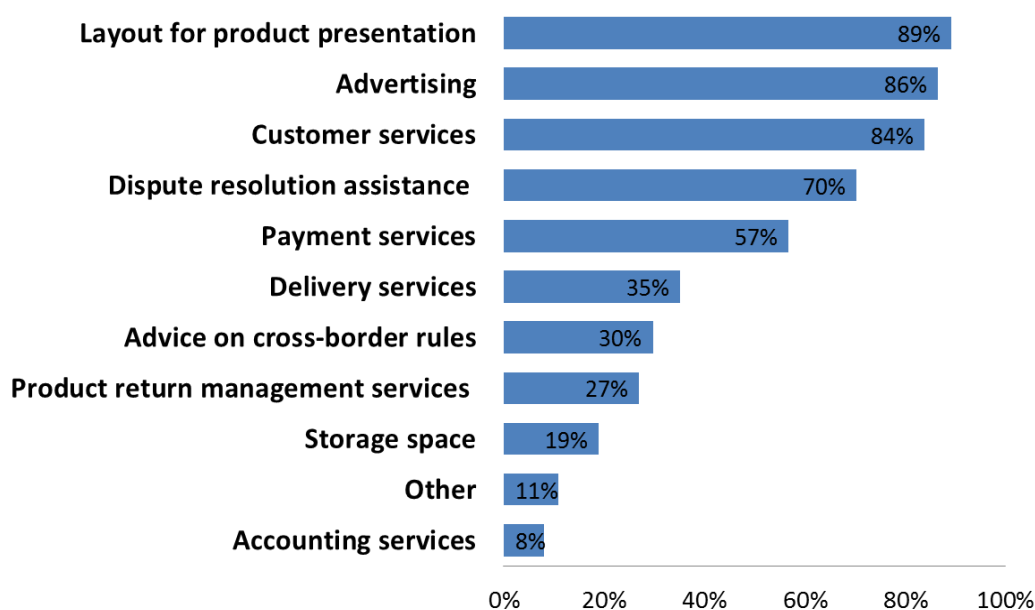 Layout for product presentation 89%
Advertising 86%
Customer services 84%
Dispute resolution assistance 70%
Payment services 57%
Delivery services 35%
Advice on cross-border rules 30%
Product return management services 27%
Storage space 19%
Other 11%
Accounting services 8%
0% 20% 40% 60% 80% 100%